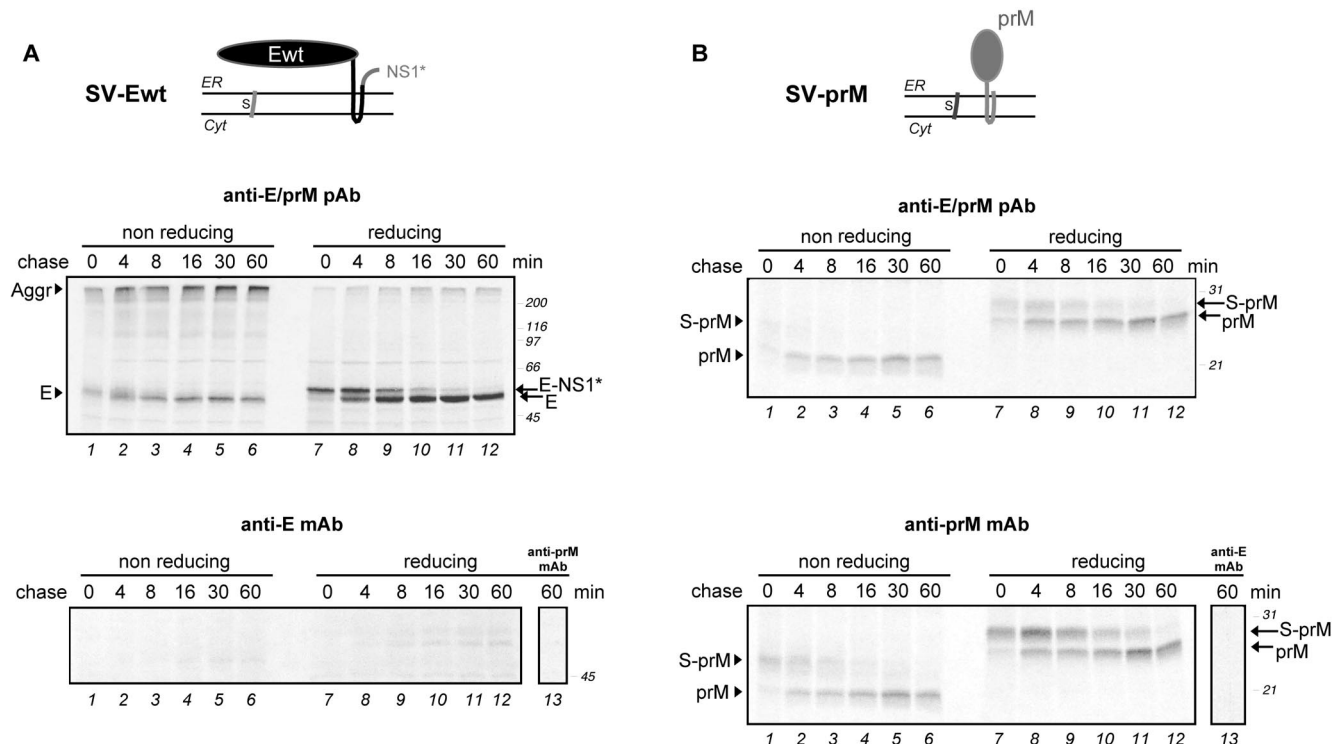 A
Ewt
NS1*
SV-Ewt
ER
S
Cyt
anti-E/prM pAb
non reducing
reducing
chase 0 4 8 16 30 60 0 4 8 16 30 60 min
Aggr
200
116
97
66
E
E-NS1*
E
45
1 2 3 4 5 6 7 8 9 10 11 12
anti-E mAb
non reducing
reducing
anti-prM
mAb
chase 0 4 8 16 30 60 0 4 8 16 30 60 60 min
45
1 2 3 4 5 6 7 8 9 10 11 12 13
B
prM
SV-prM
ER
S
Cyt
anti-E/prM pAb
non reducing
reducing
chase 0 4 8 16 30 60 0 4 8 16 30 60 min
31
S-prM
S-prM
prM
prM
21
1 2 3 4 5 6 7 8 9 10 11 12
anti-prM mAb
non reducing
reducing
anti-E
mAb
chase 0 4 8 16 30 60 0 4 8 16 30 60 60 min
31
S-prM
prM
S-prM
prM
21
1 2 3 4 5 6 7 8 9 10 11 12 13